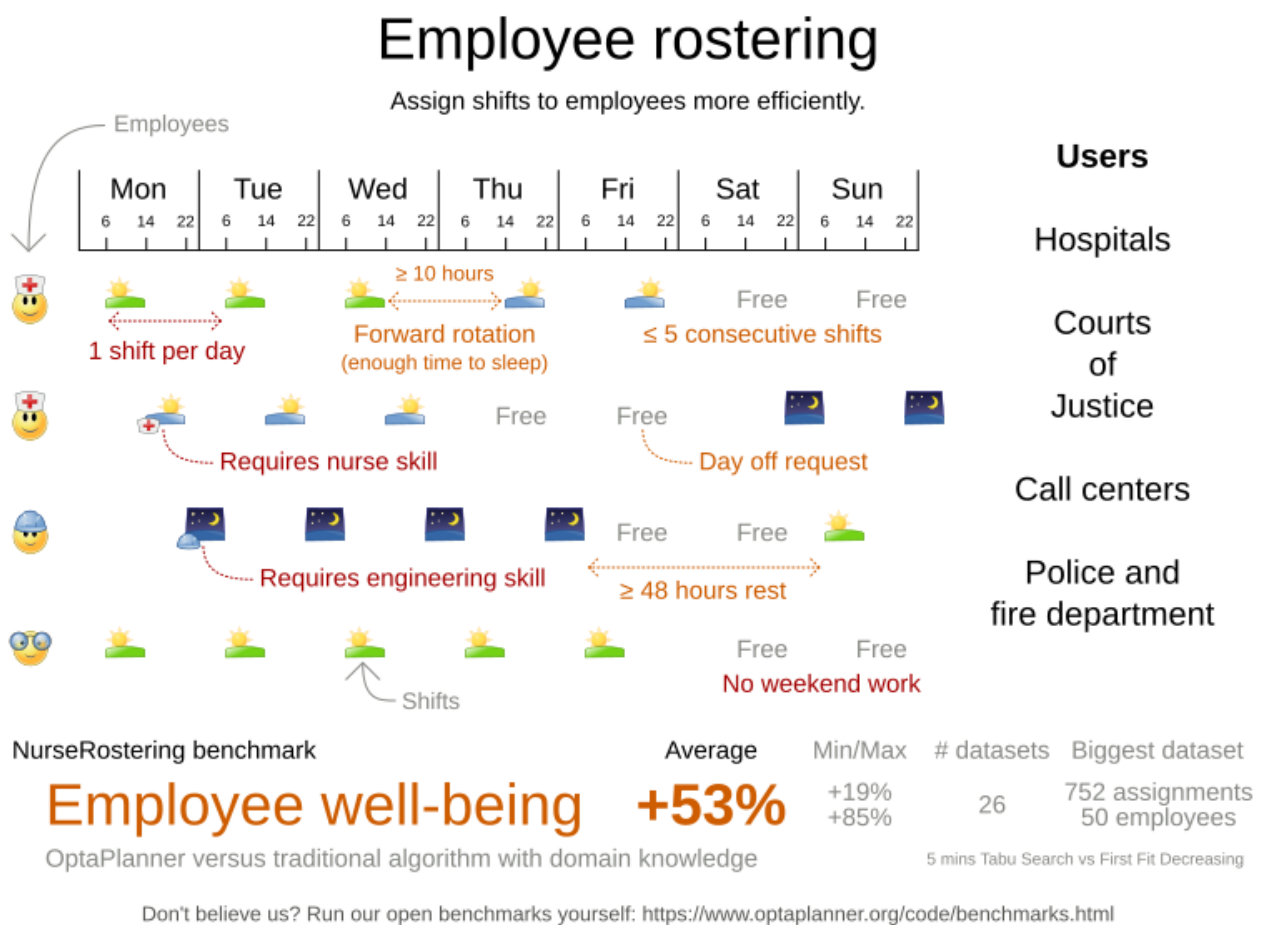 Employee rostering
Assign shifts to employees more efficiently.
Employees
Users
Mon Tue Wed Thu Fri Sat Sun
6 14 22 6 14 22 6 14 22 6 14 22 6 14 22 6 14 22 6 14 22
Hospitals
≥ 10 hours
Free Free
Forward rotation
≤ 5 consecutive shifts
1 shift per day
(enough time to sleep)
Courts
of
Justice
Free Free
Requires nurse skill
Day off request
Call centers
Free Free
Requires engineering skill
≥ 48 hours rest
Police and
fire department
Free Free
No weekend work
Shifts
NurseRostering benchmark
Average Min/Max # datasets Biggest dataset
Employee well-being +53%
+19%
+85%
26
752 assignments
50 employees
OptaPlanner versus traditional algorithm with domain knowledge
5 mins Tabu Search vs First Fit Decreasing
Don't believe us? Run our open benchmarks yourself: https://www.optaplanner.org/code/benchmarks.html